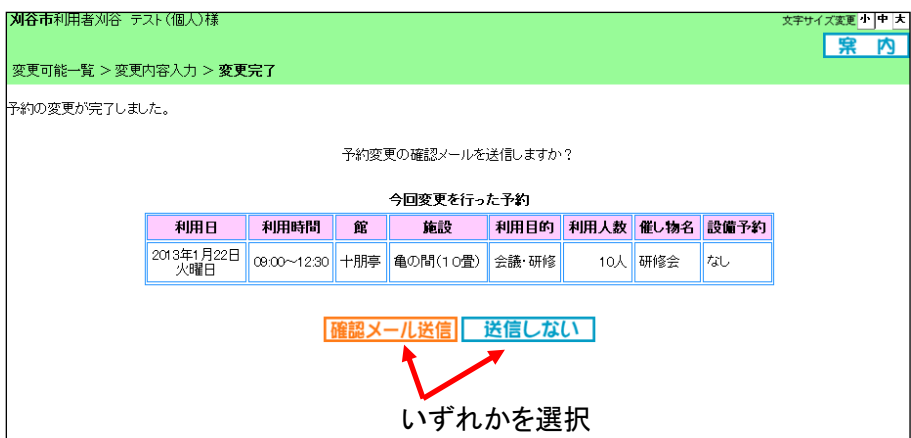 刈谷市利用者刈谷 テスト(個人)様 文字サイズ変更 小 中 大
案 内
変更可能一覧 > 変更内容入力 > 変更完了
予約の変更が完了しました。
予約変更の確認メールを送信しますか?
今回変更を行った予約
利用日 利用時間 館 施設 利用目的 利用人数 催し物名 設備予約
2013年1月22日 火曜日 09:00~12:30 十朋亭 亀の間(10畳) 会議・研修 10人 研修会 なし
確認メール送信 送信しない
いずれかを選択